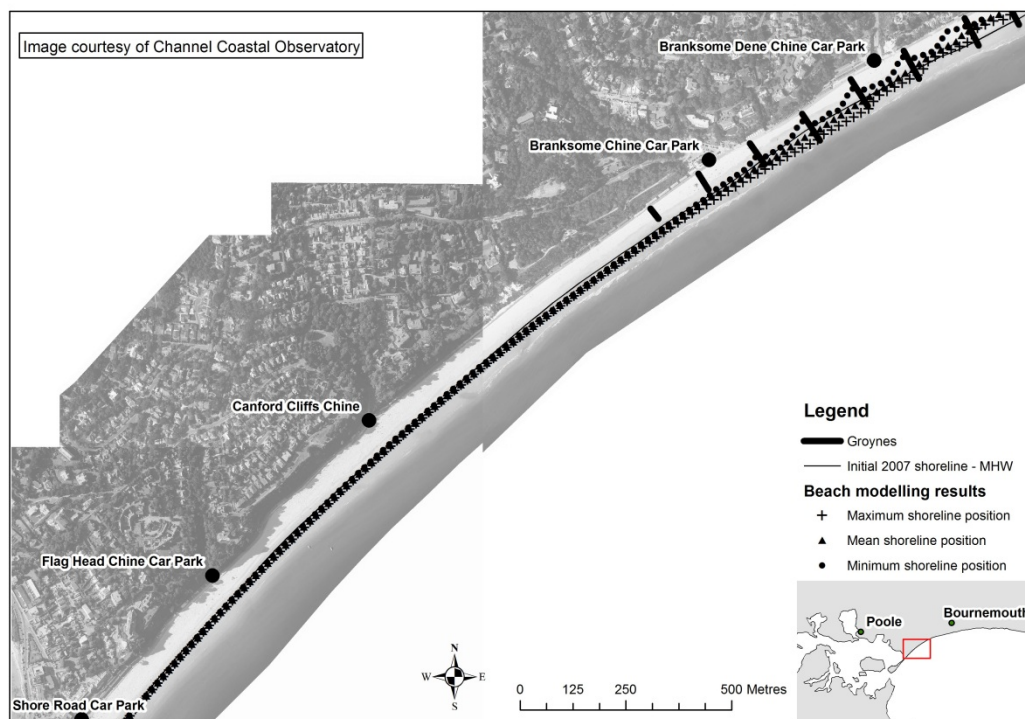 Image courtesy of Channel Coastal Observatory
Branksome Dene Chine Car Park
Branksome Chine Car Park
Canford Cliffs Chine
Flag Head Chine Car Park
Shore Road Car Park
Legend
Groynes
Initial 2007 shoreline - MHW
Beach modelling results
Maximum shoreline position
Mean shoreline position
Minimum shoreline position
Poole
Bournemouth
N
W E
S
0 125 250 500 Metres